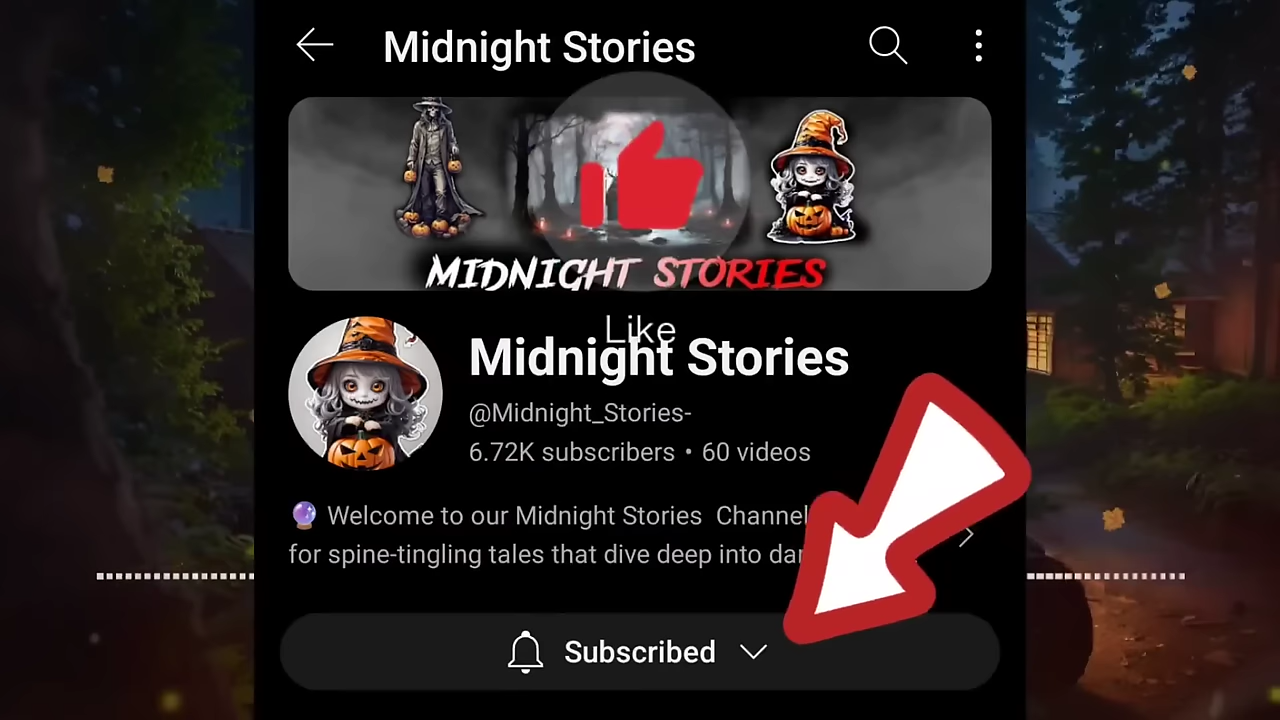 Midnight Stories
MIDNIGHT STORIES
Like
Midnight Stories
@Midnight_Stories-
6.72K subscribers • 60 videos
Welcome to our Midnight Stories Channel
for spine-tingling tales that dive deep into
Subscribed